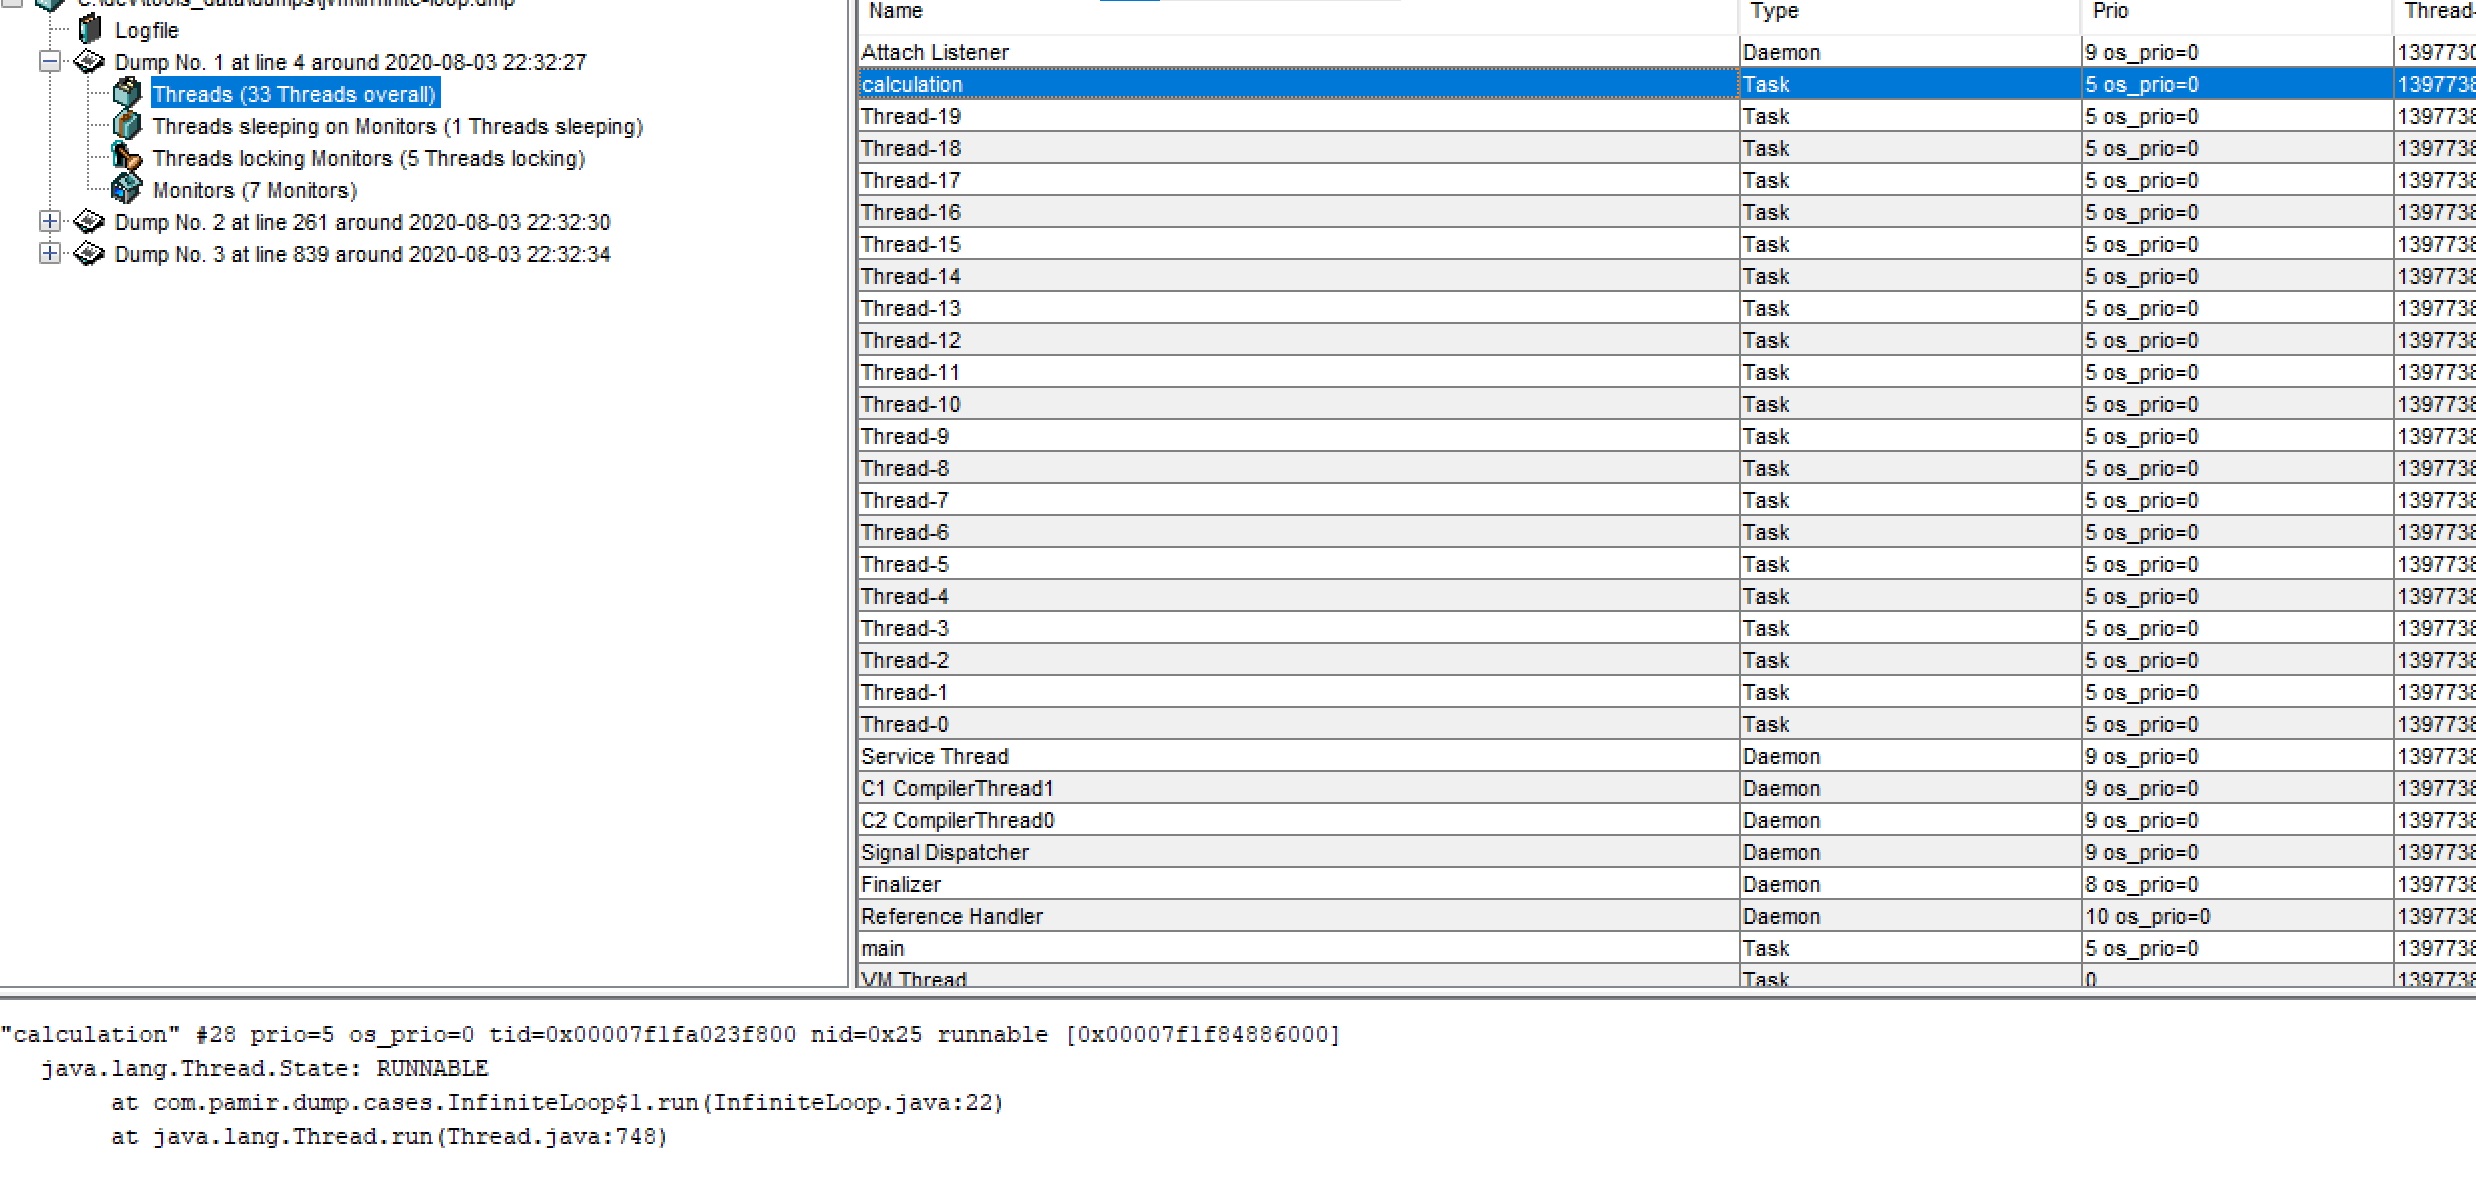 C:\dev\tools_data\dumps\jvm\infinite-loop.dmp
Logfile
Dump No. 1 at line 4 around 2020-08-03 22:32:27
Threads (33 Threads overall)
Threads sleeping on Monitors (1 Threads sleeping)
Threads locking Monitors (5 Threads locking)
Monitors (7 Monitors)
Dump No. 2 at line 261 around 2020-08-03 22:32:30
Dump No. 3 at line 839 around 2020-08-03 22:32:34
Name Type Prio Thread-
Attach Listener Daemon 9 os_prio=0 1397730
calculation Task 5 os_prio=0 1397738
Thread-19 Task 5 os_prio=0 1397738
Thread-18 Task 5 os_prio=0 1397738
Thread-17 Task 5 os_prio=0 1397738
Thread-16 Task 5 os_prio=0 1397738
Thread-15 Task 5 os_prio=0 1397738
Thread-14 Task 5 os_prio=0 1397738
Thread-13 Task 5 os_prio=0 1397738
Thread-12 Task 5 os_prio=0 1397738
Thread-11 Task 5 os_prio=0 1397738
Thread-10 Task 5 os_prio=0 1397738
Thread-9 Task 5 os_prio=0 1397738
Thread-8 Task 5 os_prio=0 1397738
Thread-7 Task 5 os_prio=0 1397738
Thread-6 Task 5 os_prio=0 1397738
Thread-5 Task 5 os_prio=0 1397738
Thread-4 Task 5 os_prio=0 1397738
Thread-3 Task 5 os_prio=0 1397738
Thread-2 Task 5 os_prio=0 1397738
Thread-1 Task 5 os_prio=0 1397738
Thread-0 Task 5 os_prio=0 1397738
Service Thread Daemon 9 os_prio=0 1397738
C1 CompilerThread1 Daemon 9 os_prio=0 1397738
C2 CompilerThread0 Daemon 9 os_prio=0 1397738
Signal Dispatcher Daemon 9 os_prio=0 1397738
Finalizer Daemon 8 os_prio=0 1397738
Reference Handler Daemon 10 os_prio=0 1397738
main Task 5 os_prio=0 1397738
VM Thread Task 0 1397738
"calculation" #28 prio=5 os_prio=0 tid=0x00007f1fa023f800 nid=0x25 runnable [0x00007f1f84886000]
java.lang.Thread.State: RUNNABLE
at com.pamir.dump.cases.InfiniteLoop$1.run(InfiniteLoop.java:22)
at java.lang.Thread.run(Thread.java:748)